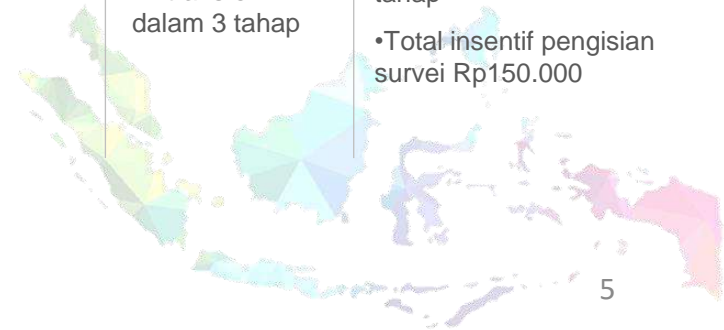 dalam 3 tahap
tahap
•Total insentif pengisian
survei Rp150.000
5